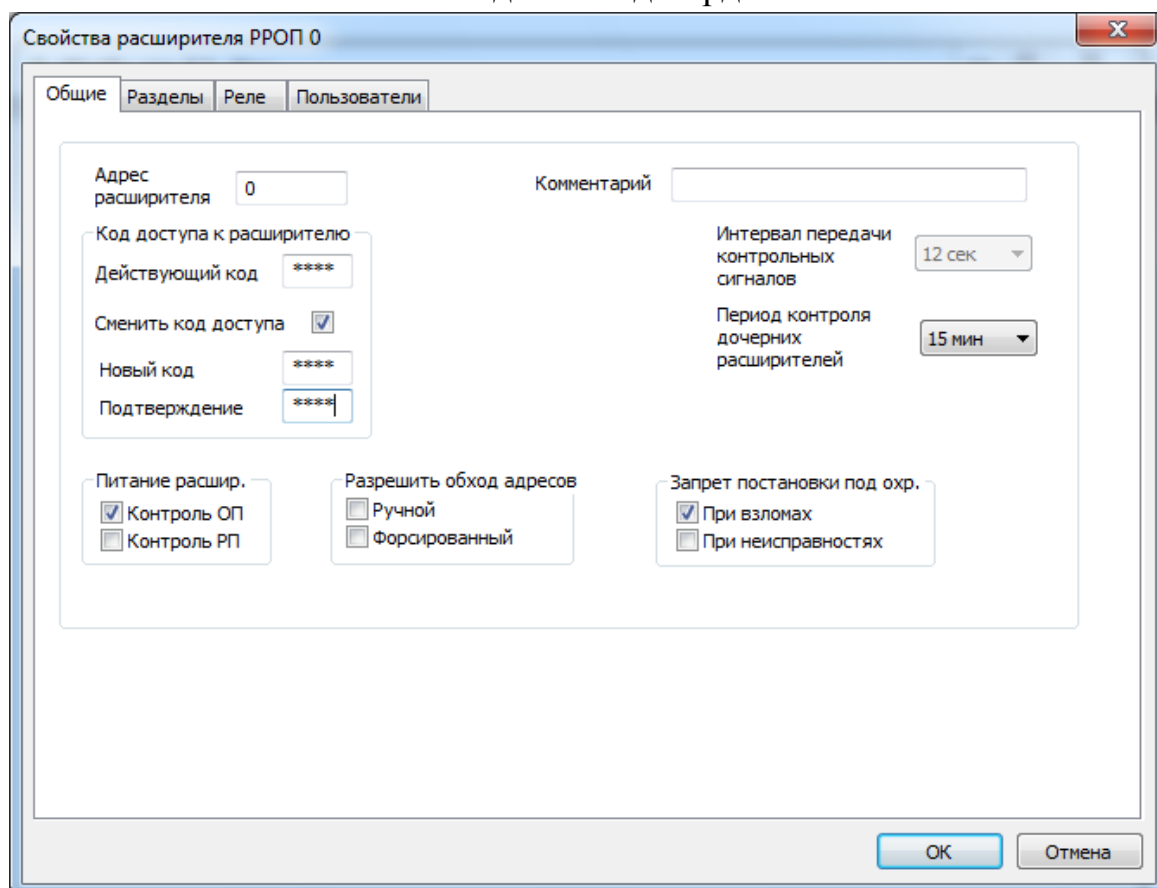 Свойства расширителя РРОП 0
Общие Разделы Реле Пользователи
Адрес
расширителя
0
Комментарий
Код доступа к расширителю
Действующий код ****
Сменить код доступа
Новый код ****
Подтверждение ****
Интервал передачи
контрольных
сигналов
12 сек
Период контроля
дочерних
расширителей
15 мин
Питание расшир.
Контроль ОП
Контроль РП
Разрешить обход адресов
Ручной
Форсированный
Запрет постановки под охр.
При взломах
При неисправностях
OK Отмена